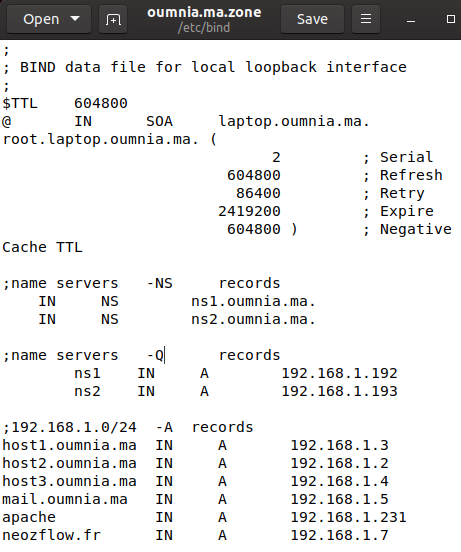 Open
oumnia.ma.zone
/etc/bind
Save
;
; BIND data file for local loopback interface
;
$TTL    604800
@       IN      SOA     laptop.oumnia.ma.
root.laptop.oumnia.ma. (
                              2         ; Serial
                         604800         ; Refresh
                          86400         ; Retry
                        2419200         ; Expire
                         604800 )       ; Negative
Cache TTL
;name servers   -NS     records
    IN     NS        ns1.oumnia.ma.
    IN     NS        ns2.oumnia.ma.
;name servers   -Q      records
        ns1    IN     A        192.168.1.192
        ns2    IN     A        192.168.1.193
;192.168.1.0/24  -A  records
host1.oumnia.ma  IN     A       192.168.1.3
host2.oumnia.ma  IN     A       192.168.1.2
host3.oumnia.ma  IN     A       192.168.1.4
mail.oumnia.ma   IN     A       192.168.1.5
apache           IN     A       192.168.1.231
neozflow.fr      IN     A       192.168.1.7